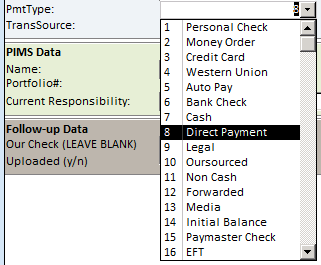 PmtType: 8
TransSource:
1 Personal Check
2 Money Order
3 Credit Card
PIMS Data
4 Western Union
Name:
5 Auto Pay
Portfolio#:
6 Bank Check
Current Responsibility:
7 Cash
Follow-up Data
8 Direct Payment
Our Check (LEAVE BLANK)
9 Legal
Uploaded (y/n)
10 Oursourced
11 Non Cash
12 Forwarded
13 Media
14 Initial Balance
15 Paymaster Check
16 EFT